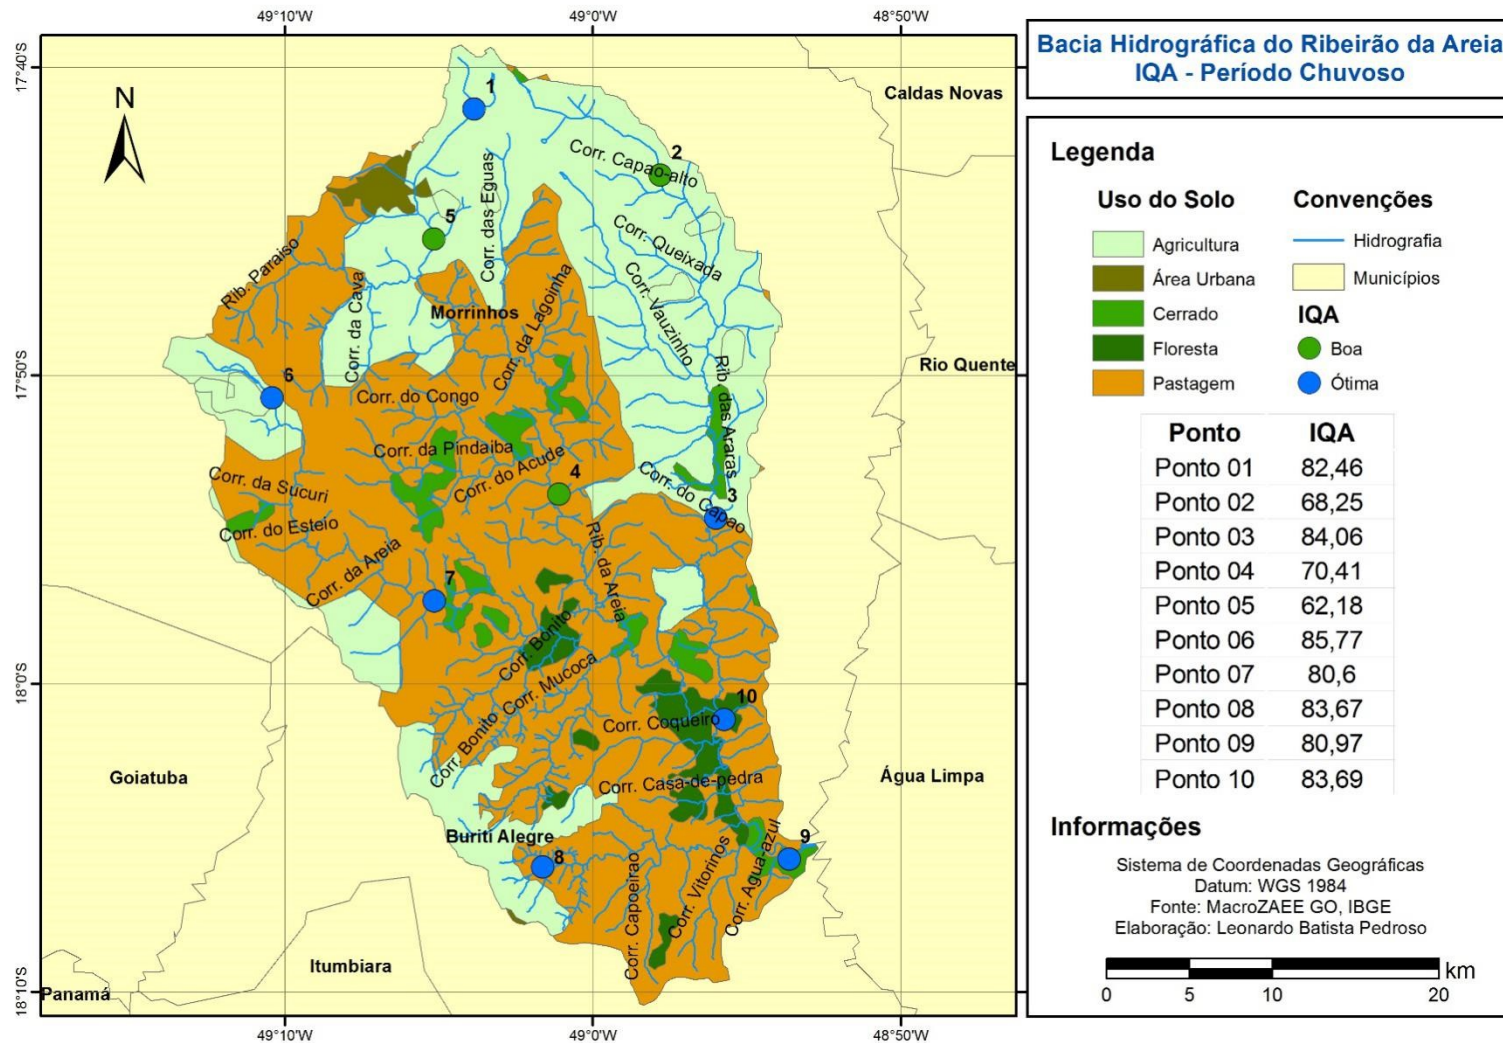 49°10'W
49°0'W
48°50'W
17°40'S
17°50'S
18°0'S
18°10'S
N
1
2
Caldas Novas
Corr. Capao-alto
5
Corr. das Eguas
Corr. Queixada
Rib. Paraiso
Corr. da Cava
Morrinhos
Corr. da Lagoinha
Corr. Vauzinho
Rio Quente
6
Corr. do Congo
Rib. das Araras
Corr. da Pindaiba
Corr. do Acude
4
Corr. da Sucuri
Corr. do Capao
3
Corr. do Esteio
Corr. da Areia
Rib. da Areia
7
Corr. Bonito
Corr. Mucoca
10
Corr. Coqueiro
Corr. Bonito
Goiatuba
Corr. Casa-de-pedra
Água Limpa
Buriti Alegre
8
9
Corr. Capoeirao
Corr. Vitorinos
Corr. Agua-azul
Itumbiara
Panamá
49°10'W
49°0'W
48°50'W
Bacia Hidrográfica do Ribeirão da Areia
IQA - Período Chuvoso
Legenda
Uso do Solo
Agricultura
Área Urbana
Cerrado
Floresta
Pastagem
Convenções
Hidrografia
Municípios
IQA
Boa
Ótima
Ponto IQA
Ponto 01 82,46
Ponto 02 68,25
Ponto 03 84,06
Ponto 04 70,41
Ponto 05 62,18
Ponto 06 85,77
Ponto 07 80,6
Ponto 08 83,67
Ponto 09 80,97
Ponto 10 83,69
Informações
Sistema de Coordenadas Geográficas
Datum: WGS 1984
Fonte: MacroZAEE GO, IBGE
Elaboração: Leonardo Batista Pedroso
km
0 5 10 20